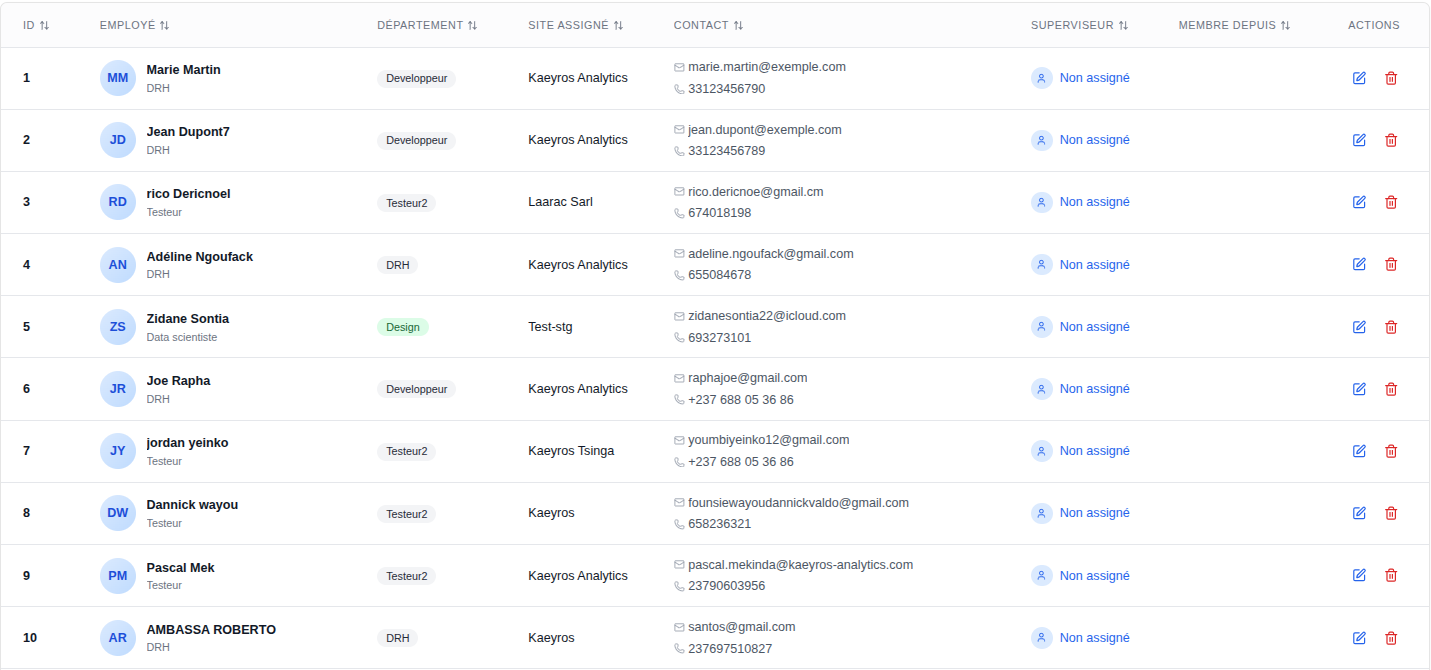 ID EMPLOYÉ DÉPARTEMENT SITE ASSIGNÉ CONTACT SUPERVISEUR MEMBRE DEPUIS ACTIONS
1 MM Marie Martin Developpeur Kaeyros Analytics marie.martin@exemple.com Non assigné
DRH 33123456790
2 JD Jean Dupont7 Developpeur Kaeyros Analytics jean.dupont@exemple.com Non assigné
DRH 33123456789
3 RD rico Dericnoel Testeur2 Laarac Sarl rico.dericnoe@gmail.cm Non assigné
Testeur 674018198
4 AN Adéline Ngoufack DRH Kaeyros Analytics adeline.ngoufack@gmail.com Non assigné
DRH 655084678
5 ZS Zidane Sontia Design Test-stg zidanesontia22@icloud.com Non assigné
Data scientiste 693273101
6 JR Joe Rapha Developpeur Kaeyros Analytics raphajoe@gmail.com Non assigné
DRH +237 688 05 36 86
7 JY jordan yeinko Testeur2 Kaeyros Tsinga youmbiyeinko12@gmail.com Non assigné
Testeur +237 688 05 36 86
8 DW Dannick wayou Testeur2 Kaeyros founsiewayoudannickvaldo@gmail.com Non assigné
Testeur 658236321
9 PM Pascal Mek Testeur2 Kaeyros Analytics pascal.mekinda@kaeyros-analytics.com Non assigné
Testeur 23790603956
10 AR AMBASSA ROBERTO DRH Kaeyros santos@gmail.com Non assigné
DRH 237697510827